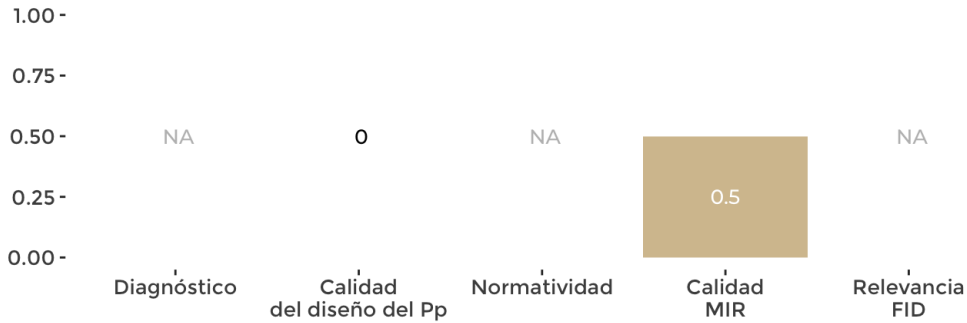 1.00
0.75
0.50
0.25
0.00
NA
0
NA
0.5
NA
Diagnóstico
Calidad
del diseño del Pp
Normatividad
Calidad
MIR
Relevancia
FID